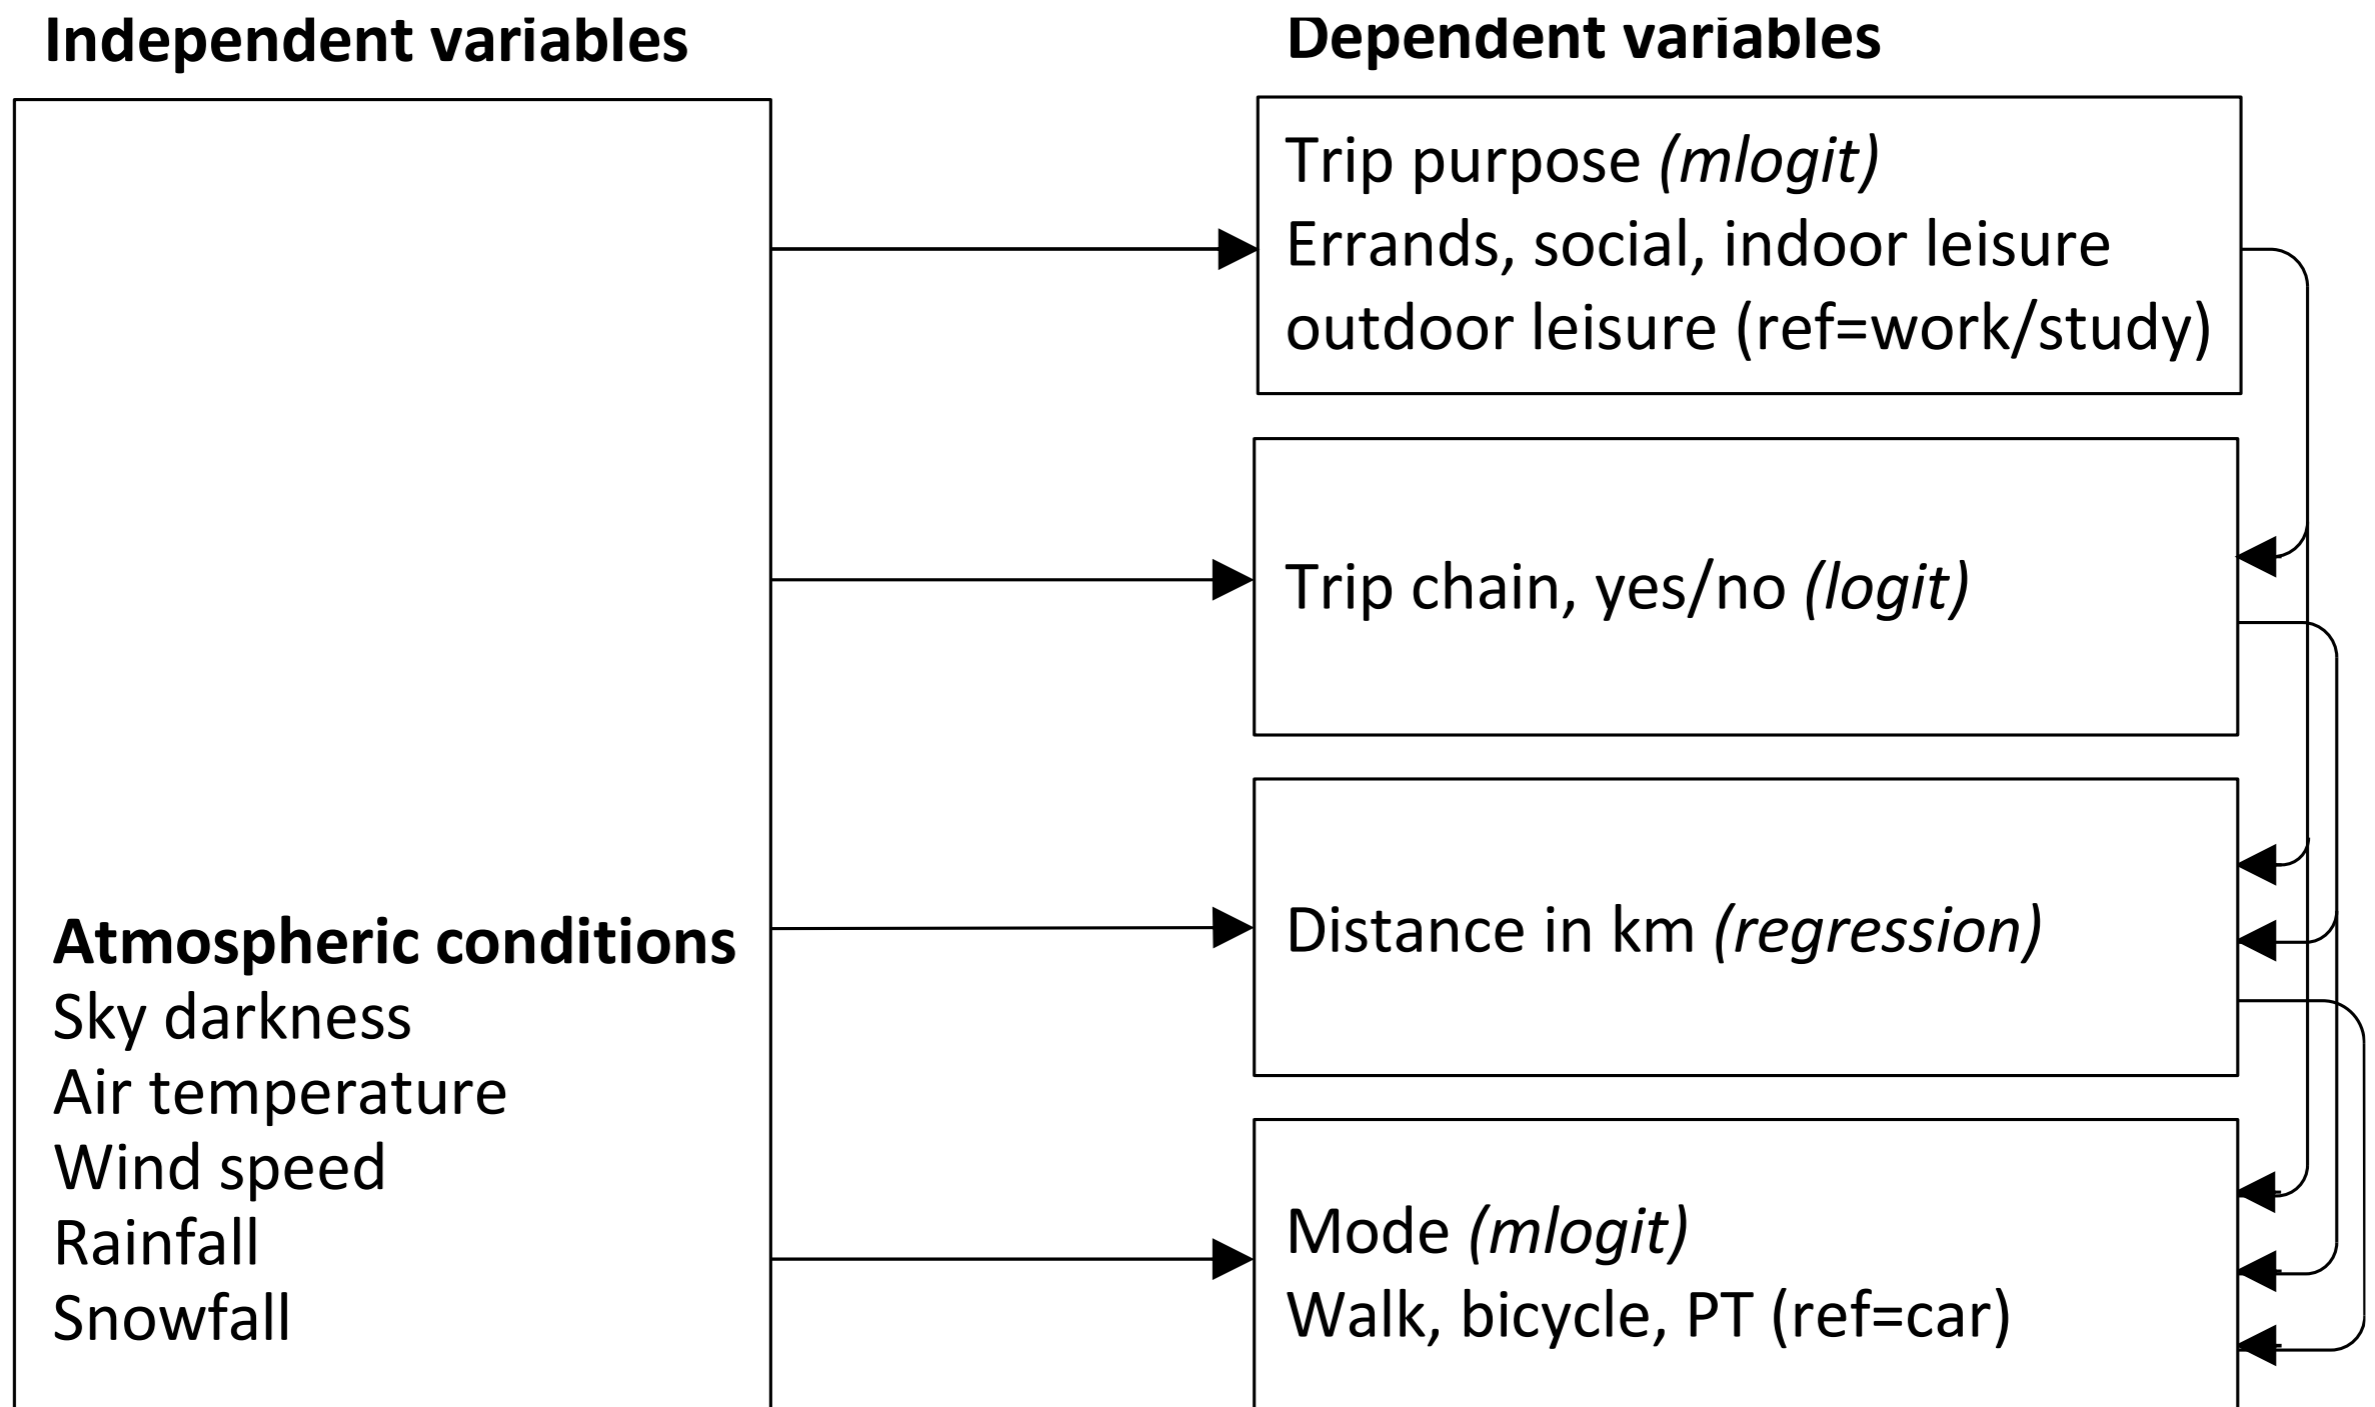 Independent variables
Dependent variables
Trip purpose (mlogit)
Errands, social, indoor leisure
outdoor leisure (ref=work/study)
Trip chain, yes/no (logit)
Distance in km (regression)
Mode (mlogit)
Walk, bicycle, PT (ref=car)
Atmospheric conditions
Sky darkness
Air temperature
Wind speed
Rainfall
Snowfall